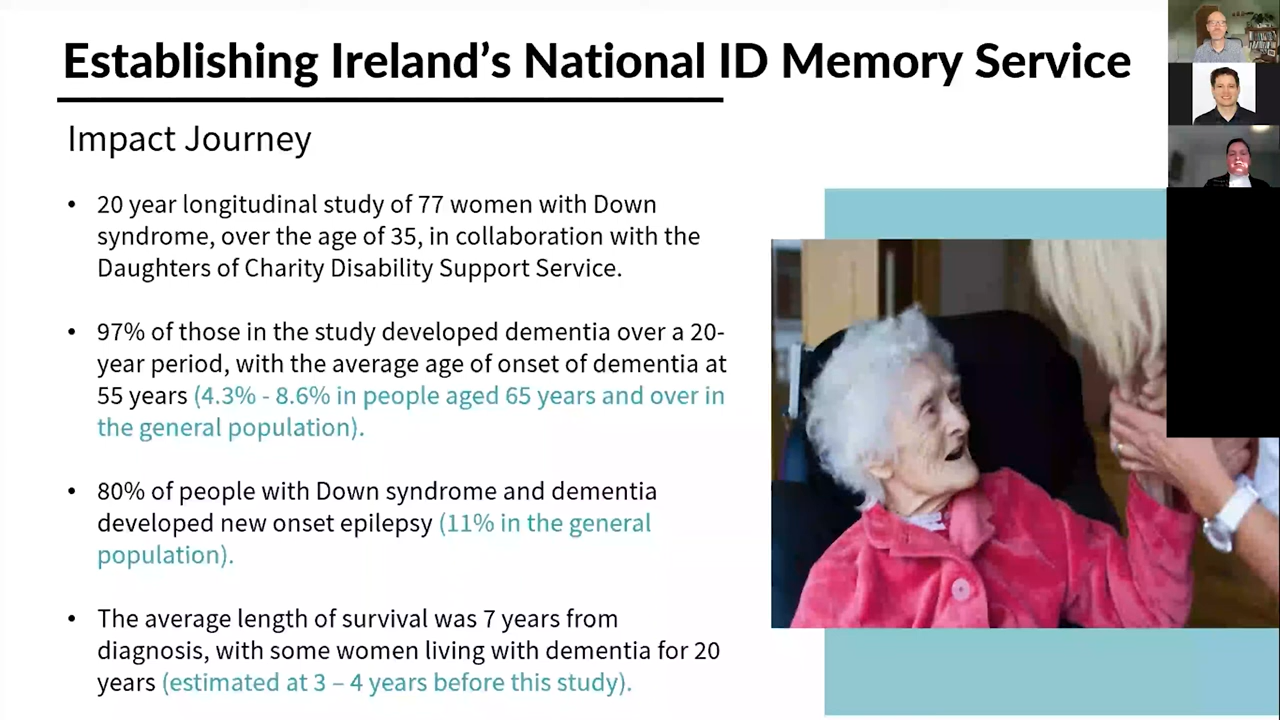 Establishing Ireland’s National ID Memory Service
Impact Journey
• 20 year longitudinal study of 77 women with Down
syndrome, over the age of 35, in collaboration with the
Daughters of Charity Disability Support Service.
• 97% of those in the study developed dementia over a 20-
year period, with the average age of onset of dementia at
55 years (4.3% - 8.6% in people aged 65 years and over in
the general population).
• 80% of people with Down syndrome and dementia
developed new onset epilepsy (11% in the general
population).
• The average length of survival was 7 years from
diagnosis, with some women living with dementia for 20
years (estimated at 3 – 4 years before this study).